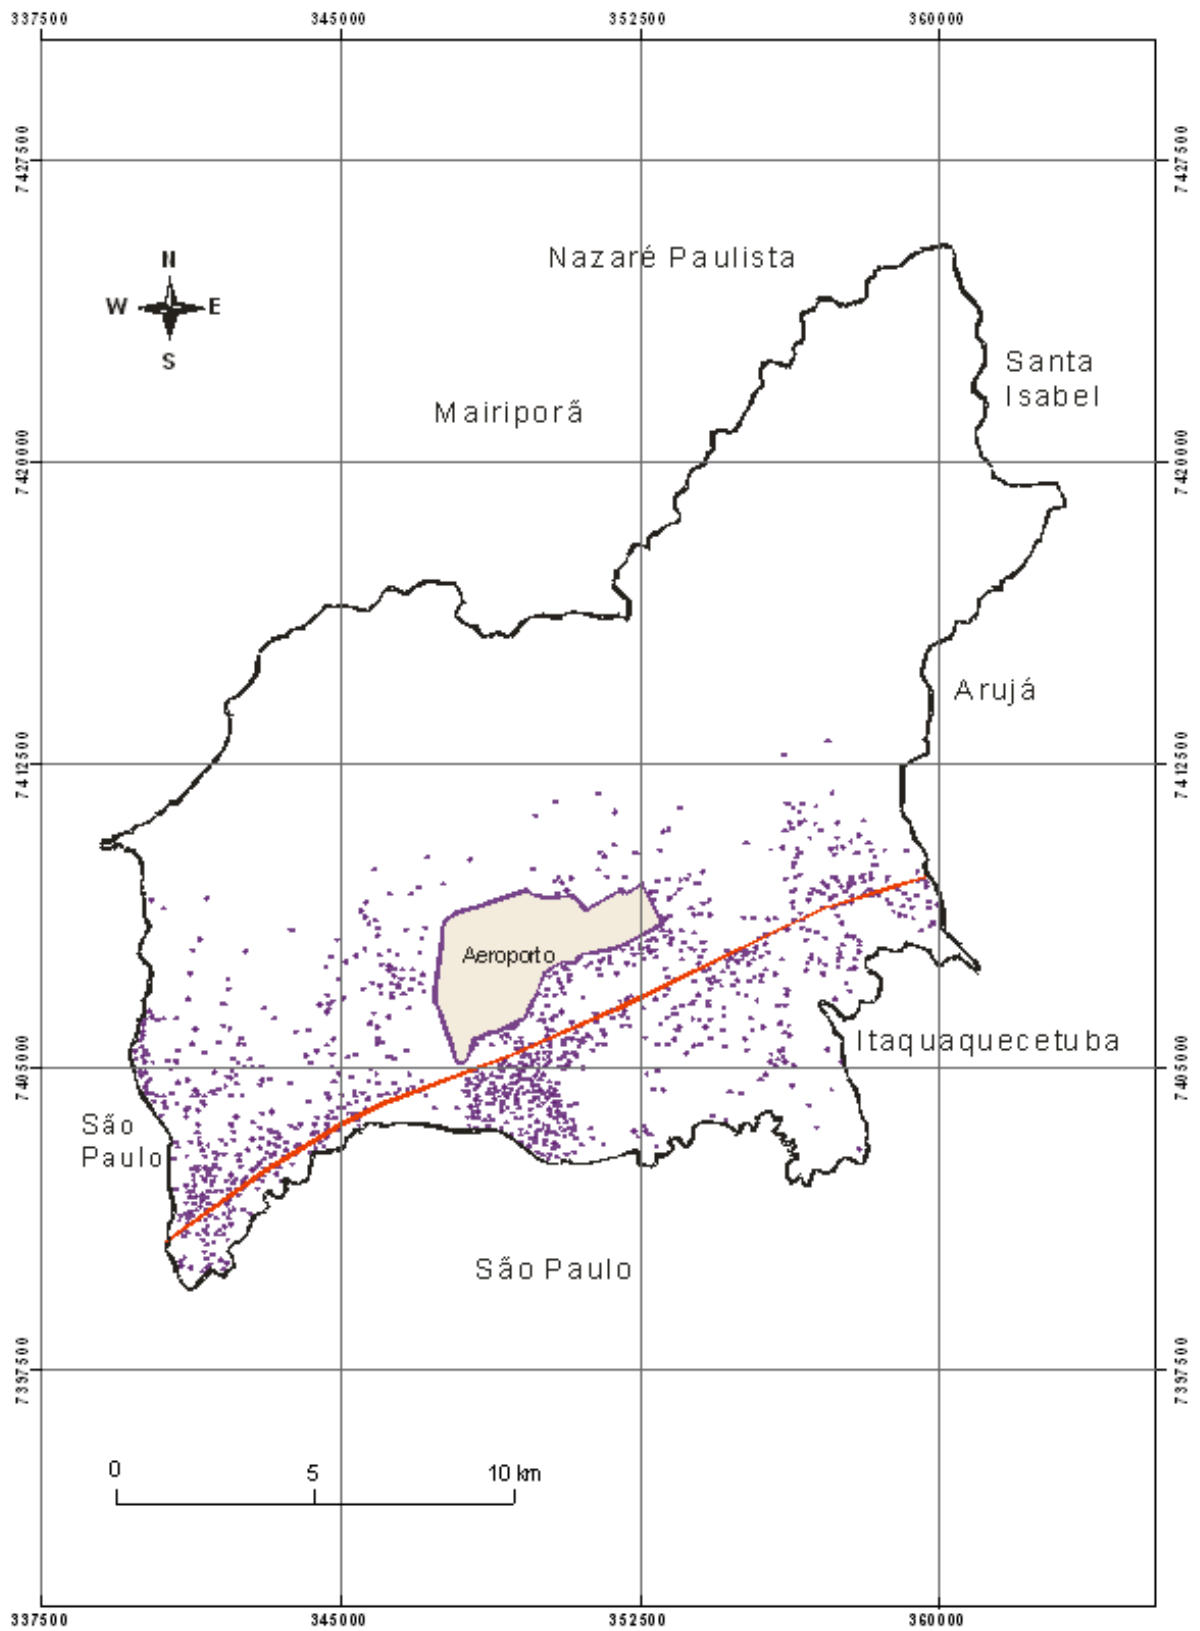 337500 345000 352500 360000
7427500 7427500
Nazaré Paulista
N
W E
S
Santa
Isabel
Mairiporã
7420000 7420000
Arujá
7412500 7412500
Aeroporto
Itaquaquecetuba
7405000 7405000
São
Paulo
São Paulo
7397500 7397500
0 5 10 km
337500 345000 352500 360000